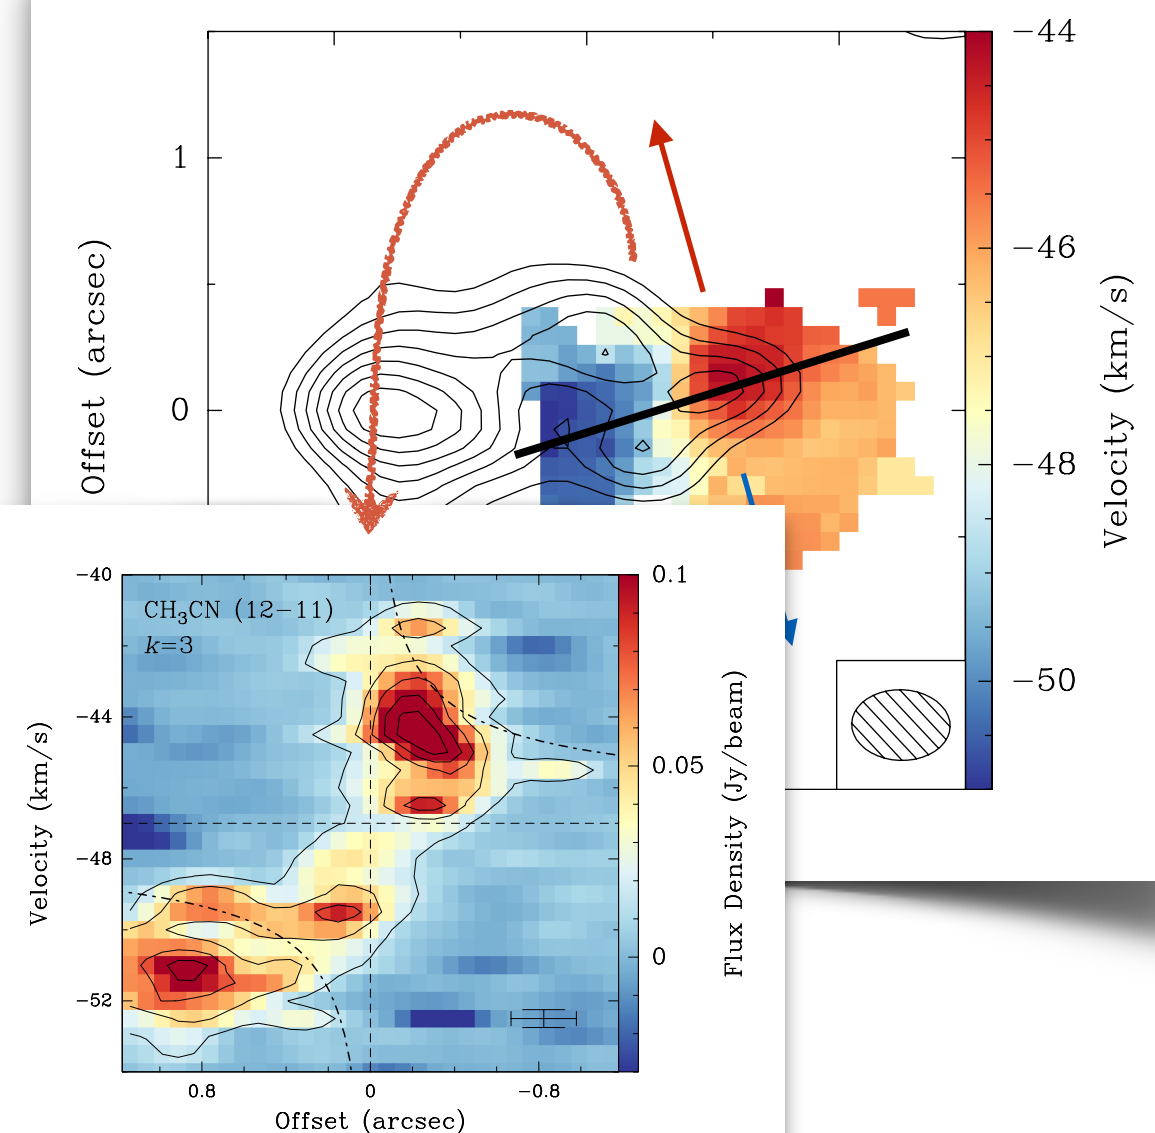 −44
1
−46
Offset (arcsec)
0
−48
Velocity (km/s)
−50
−40
0.1
CH₃CN (12−11)
k=3
−44
0.05
Velocity (km/s)
Flux Density (Jy/beam)
−48
0
−52
0.8
0
−0.8
Offset (arcsec)